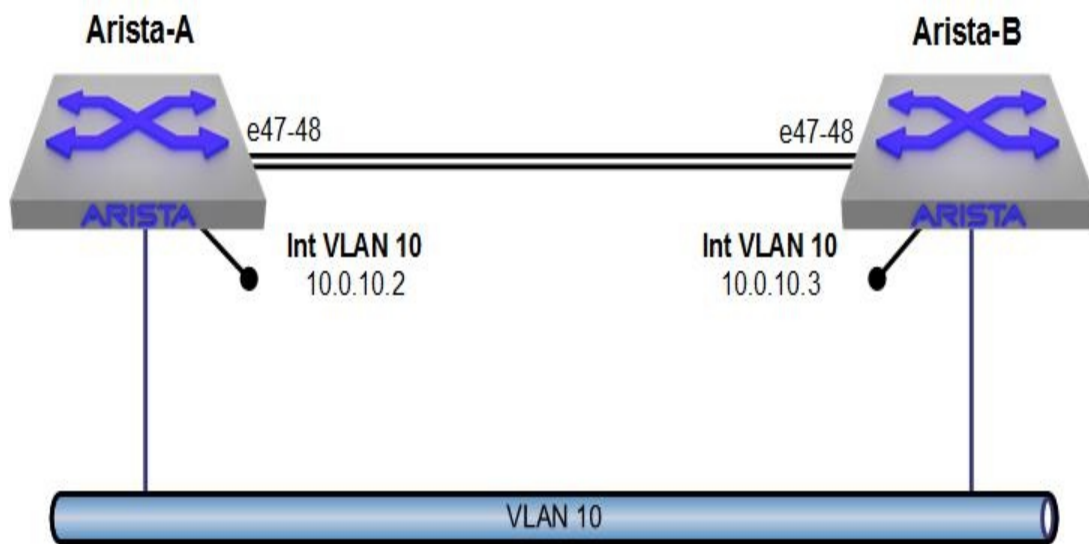 Arista-A
Arista-B
e47-48
e47-48
ARISTA
ARISTA
Int VLAN 10
10.0.10.2
Int VLAN 10
10.0.10.3
VLAN 10